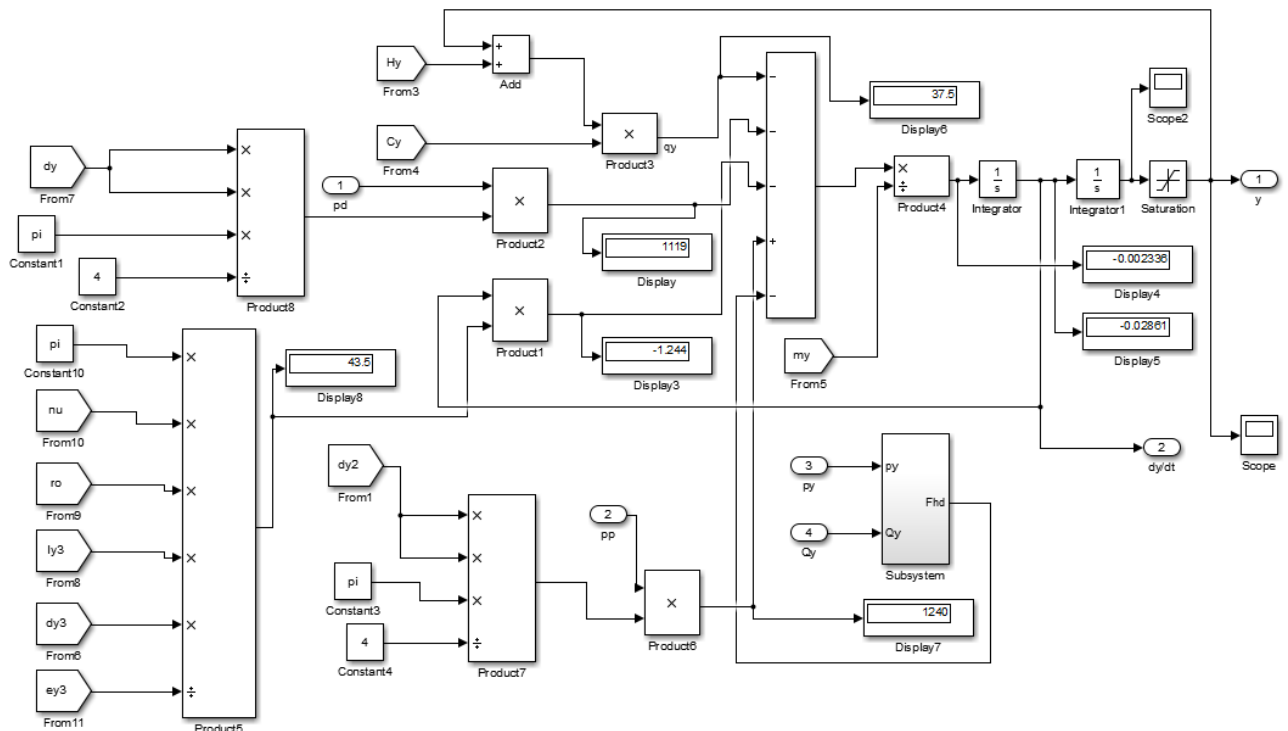 Hy
From3
+
+
Add
Cy
From4
×
Product3
qy
dy
From7
pi
Constant1
4
Constant2
×
×
×
÷
Product8
1
pd
×
Product2
1119
Display
×
Product1
-1.244
Display3
−
−
−
+
−
37.5
Display6
my
From5
×
÷
Product4
1
s
Integrator
1
s
Integrator1
Scope2
Saturation
1
y
-0.002336
Display4
-0.02861
Display5
2
dy/dt
Scope
pi
Constant10
nu
From10
ro
From9
ly3
From8
dy3
From6
ey3
From11
×
×
×
×
×
÷
Product5
43.5
Display8
dy2
From1
pi
Constant3
4
Constant4
×
×
×
÷
Product7
2
pp
×
Product6
3
py
4
Qy
py
Qy
Fhd
Subsystem
1240
Display7